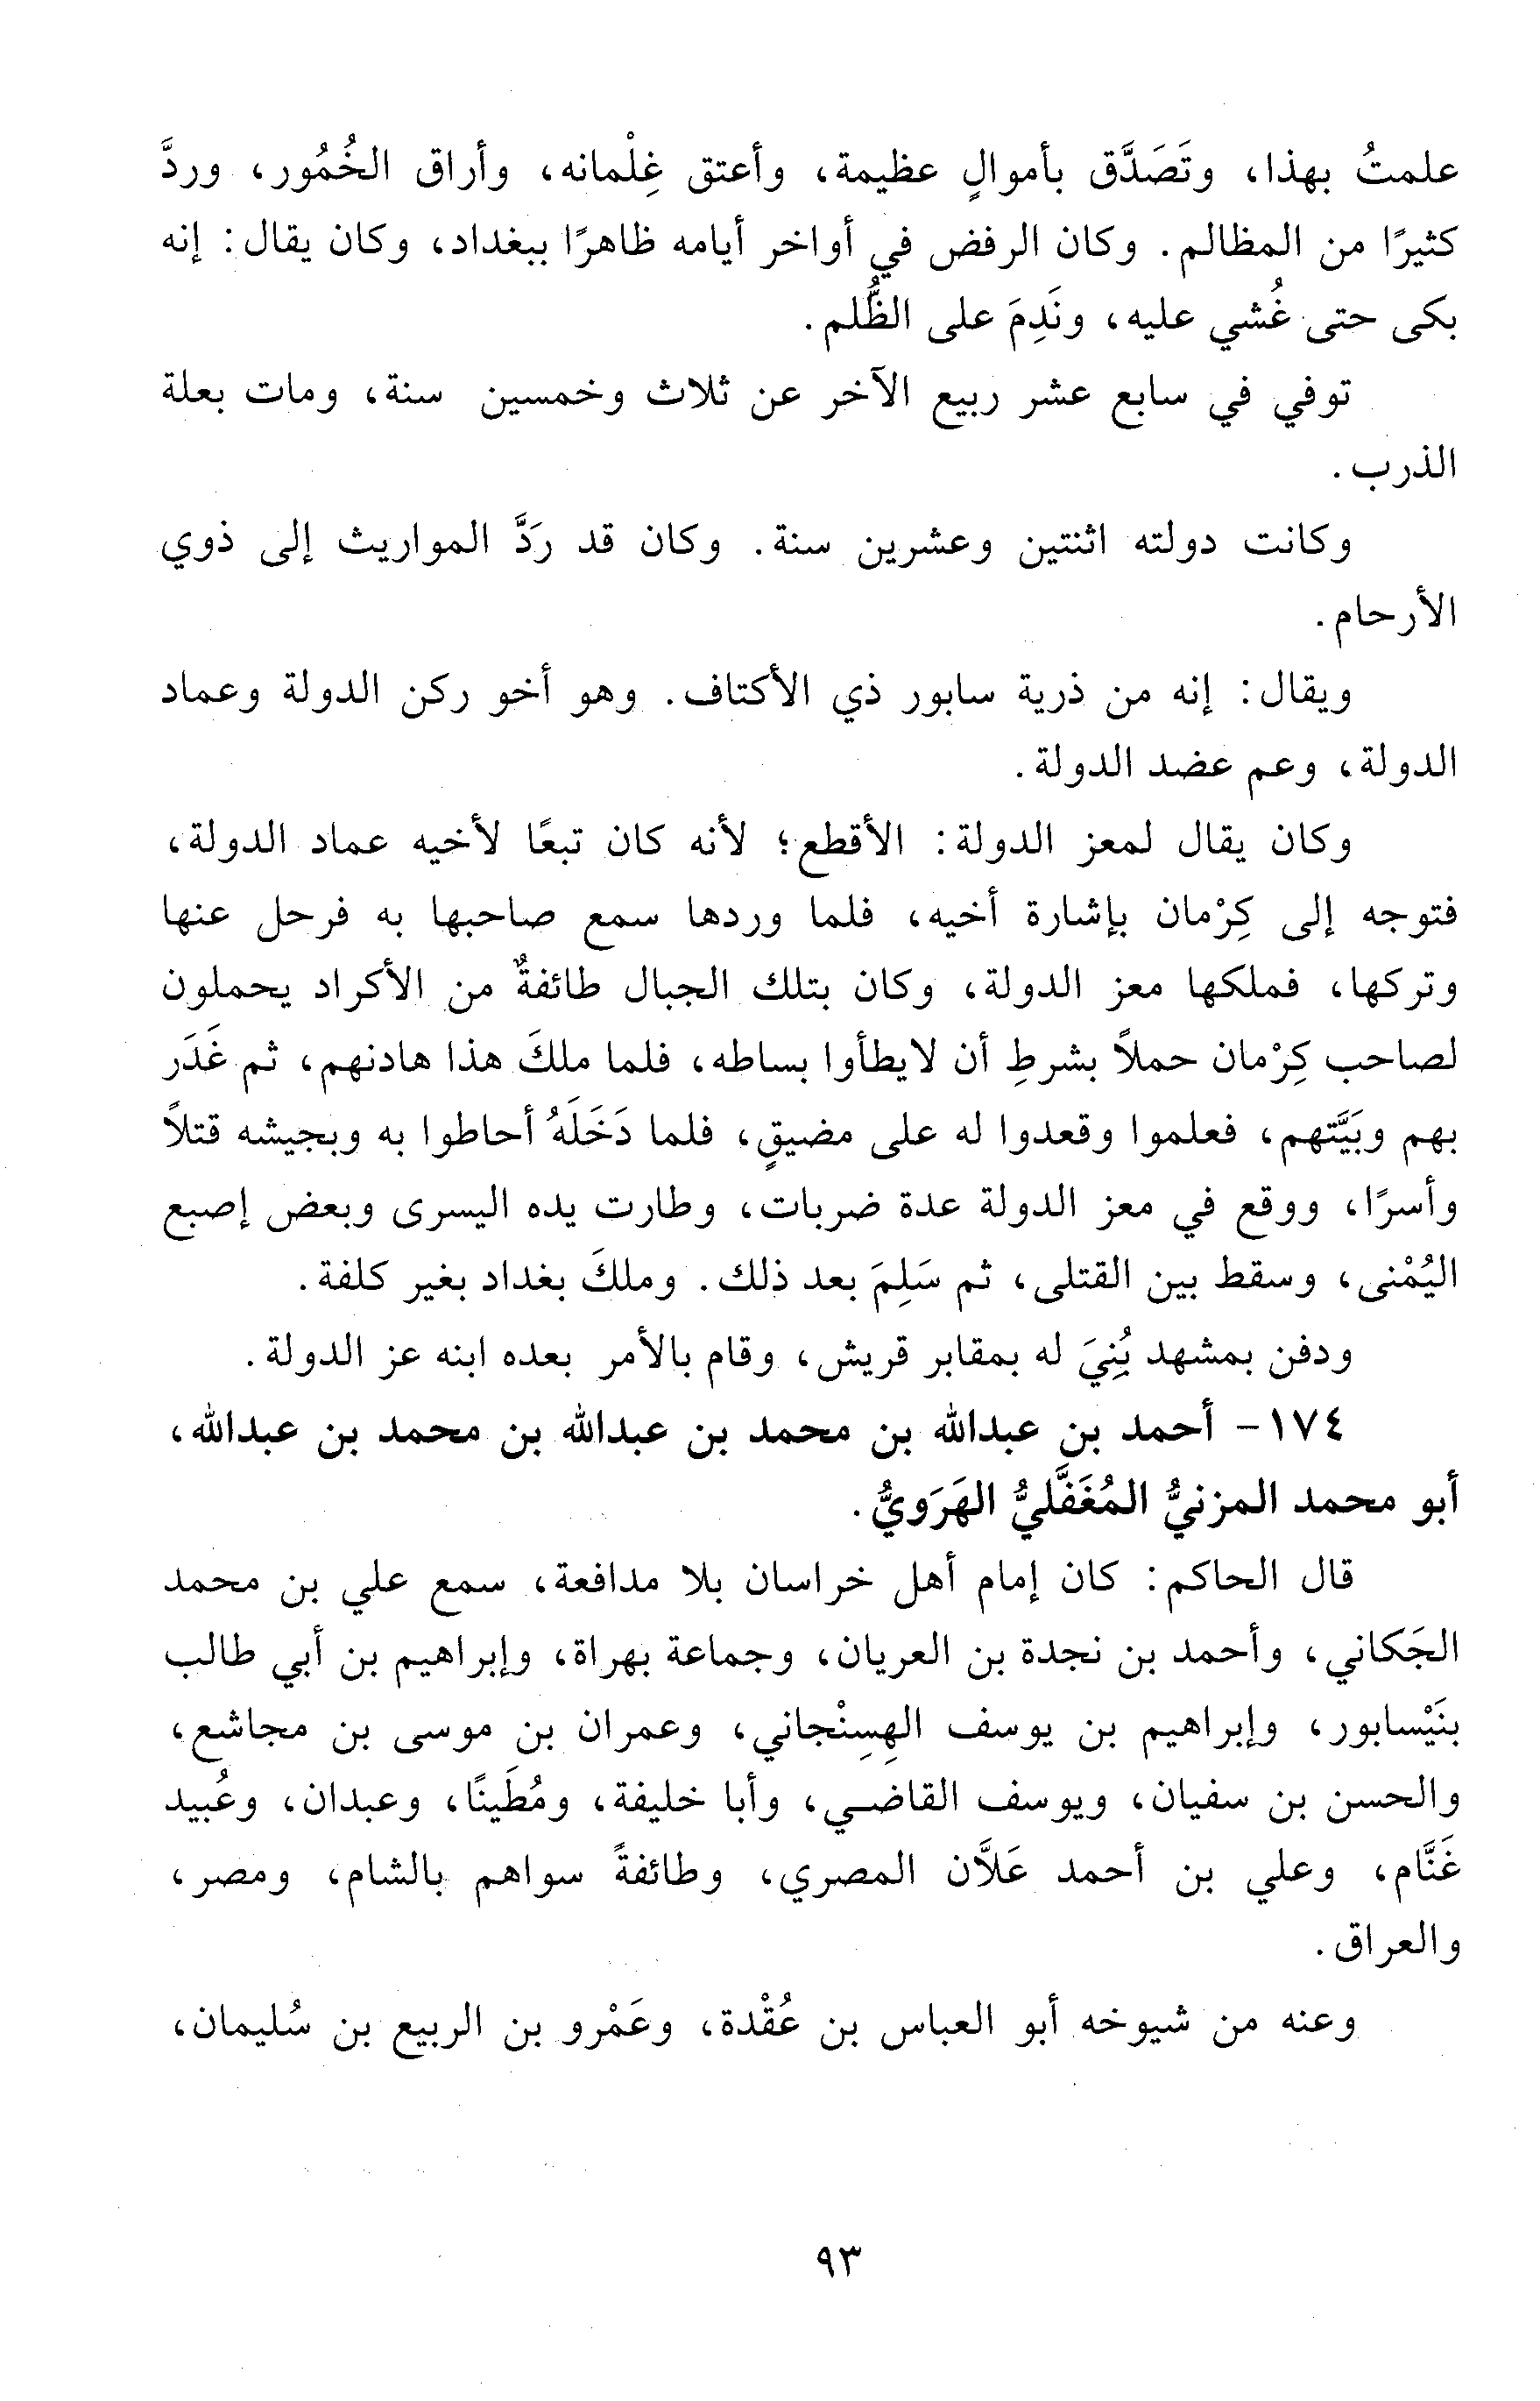 علمتُ بهذا، وتَصَدَّق بأموالٍ عظيمة، وأعتق غِلْمانه، وأراق الخُمُور، وردَّ
كثيرًا من المظالم. وكان الرفض في أواخر أيامه ظاهرًا ببغداد، وكان يقال: إنه
بكى حتى غُشي عليه، ونَدِمَ على الظُّلم.
توفي في سابع عشر ربيع الآخر عن ثلاث وخمسين سنة، ومات بعلة
الذرب.
وكانت دولته اثنتين وعشرين سنة. وكان قد رَدَّ المواريث إلى ذوي
الأرحام.
ويقال: إنه من ذرية سابور ذي الأكتاف. وهو أخو ركن الدولة وعماد
الدولة، وعم عضد الدولة.
وكان يقال لمعز الدولة: الأقطع؛ لأنه كان تبعًا لأخيه عماد الدولة،
فتوجه إلى كِرْمان بإشارة أخيه، فلما وردها سمع صاحبها به فرحل عنها
وتركها، فملكها معز الدولة، وكان بتلك الجبال طائفةٌ من الأكراد يحملون
لصاحب كِرْمان حملاً بشرطِ أن لايطأوا بساطه، فلما ملكَ هذا هادنهم، ثم غَدَر
بهم وبَيَّتهم، فعلموا وقعدوا له على مضيقٍ، فلما دَخَلَهُ أحاطوا به وبجيشه قتلاً
وأسرًا، ووقع في معز الدولة عدة ضربات، وطارت يده اليسرى وبعض إصبع
اليُمْنى، وسقط بين القتلى، ثم سَلِمَ بعد ذلك. وملكَ بغداد بغير كلفة.
ودفن بمشهد بُنِيَ له بمقابر قريش، وقام بالأمر بعده ابنه عز الدولة.
١٧٤- أحمد بن عبدالله بن محمد بن عبدالله بن محمد بن عبدالله،
أبو محمد المزنيُّ المُغَفَّليُّ الهَرَويُّ.
قال الحاكم: كان إمام أهل خراسان بلا مدافعة، سمع علي بن محمد
الجَكاني، وأحمد بن نجدة بن العريان، وجماعة بهراة، وإبراهيم بن أبي طالب
بنَيْسابور، وإبراهيم بن يوسف الهِسِنْجاني، وعمران بن موسى بن مجاشع،
والحسن بن سفيان، ويوسف القاضي، وأبا خليفة، ومُطَينًا، وعبدان، وعُبيد
غَنَّام، وعلي بن أحمد عَلاَّن المصري، وطائفةً سواهم بالشام، ومصر،
والعراق.
وعنه من شيوخه أبو العباس بن عُقْدة، وعَمْرو بن الربيع بن سُليمان،
٩٣